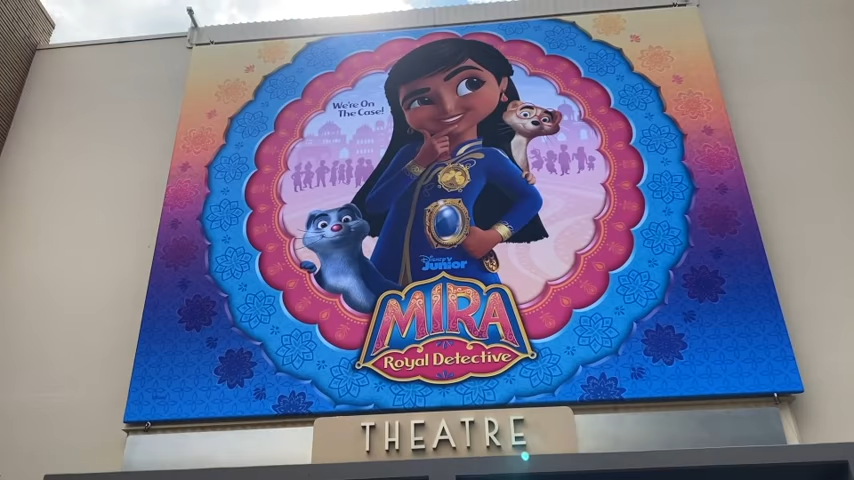 We're On
The Case!
Disney
Junior
MIRA
Royal Detective
THEATRE